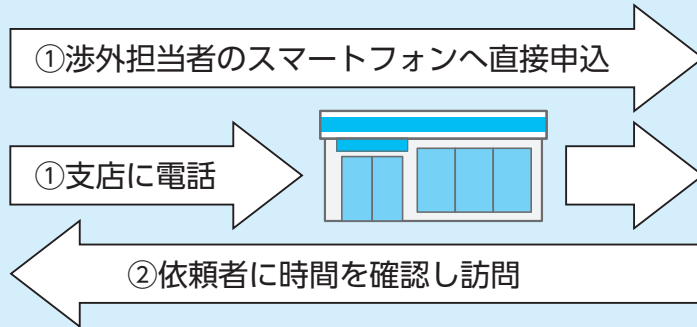 ①渉外担当者のスマートフォンへ直接申込
①支店に電話
②依頼者に時間を確認し訪問